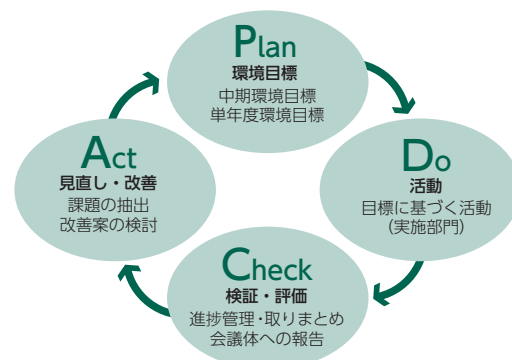 Plan
環境目標
中期環境目標
単年度環境目標
Do
活動
目標に基づく活動
(実施部門)
Check
検証・評価
進捗管理・取りまとめ
会議体への報告
Act
見直し・改善
課題の抽出
改善案の検討